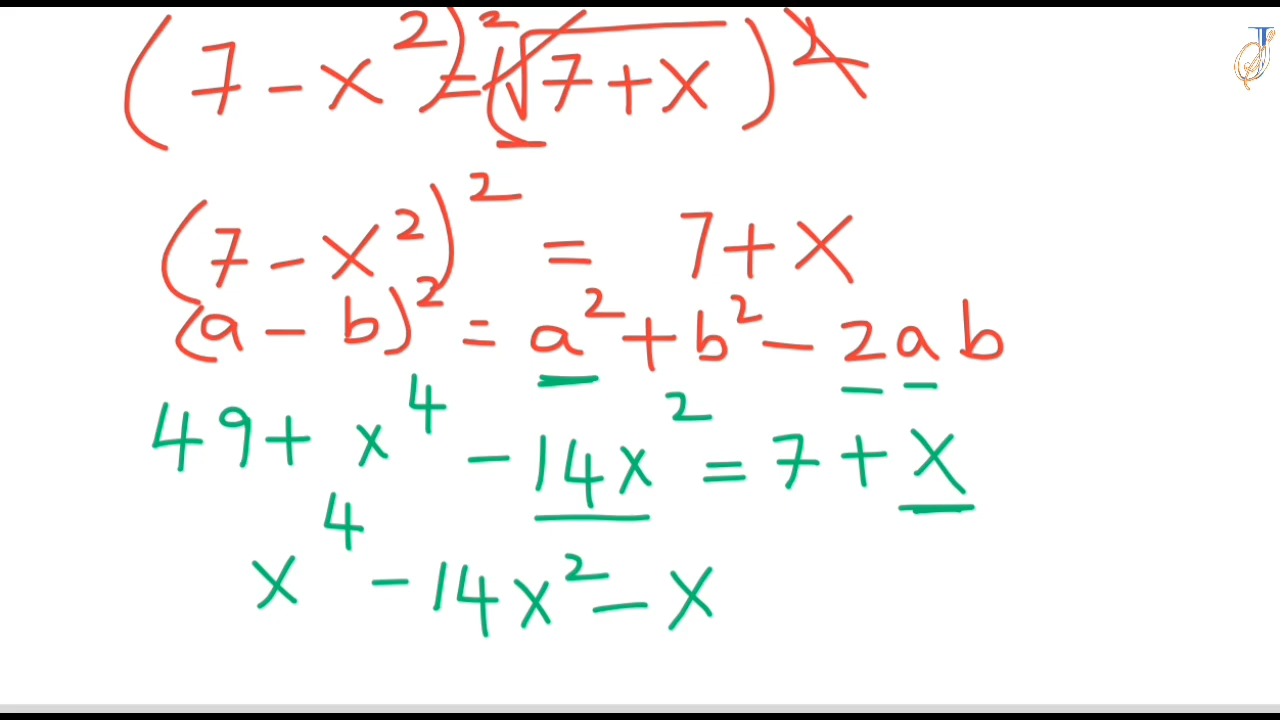 (7-x²)²=(√7+x)²
(7-x²)² = 7+x
(a-b)² = a²+b²-2ab
49+x⁴-14x²=7+x
x⁴-14x²-x